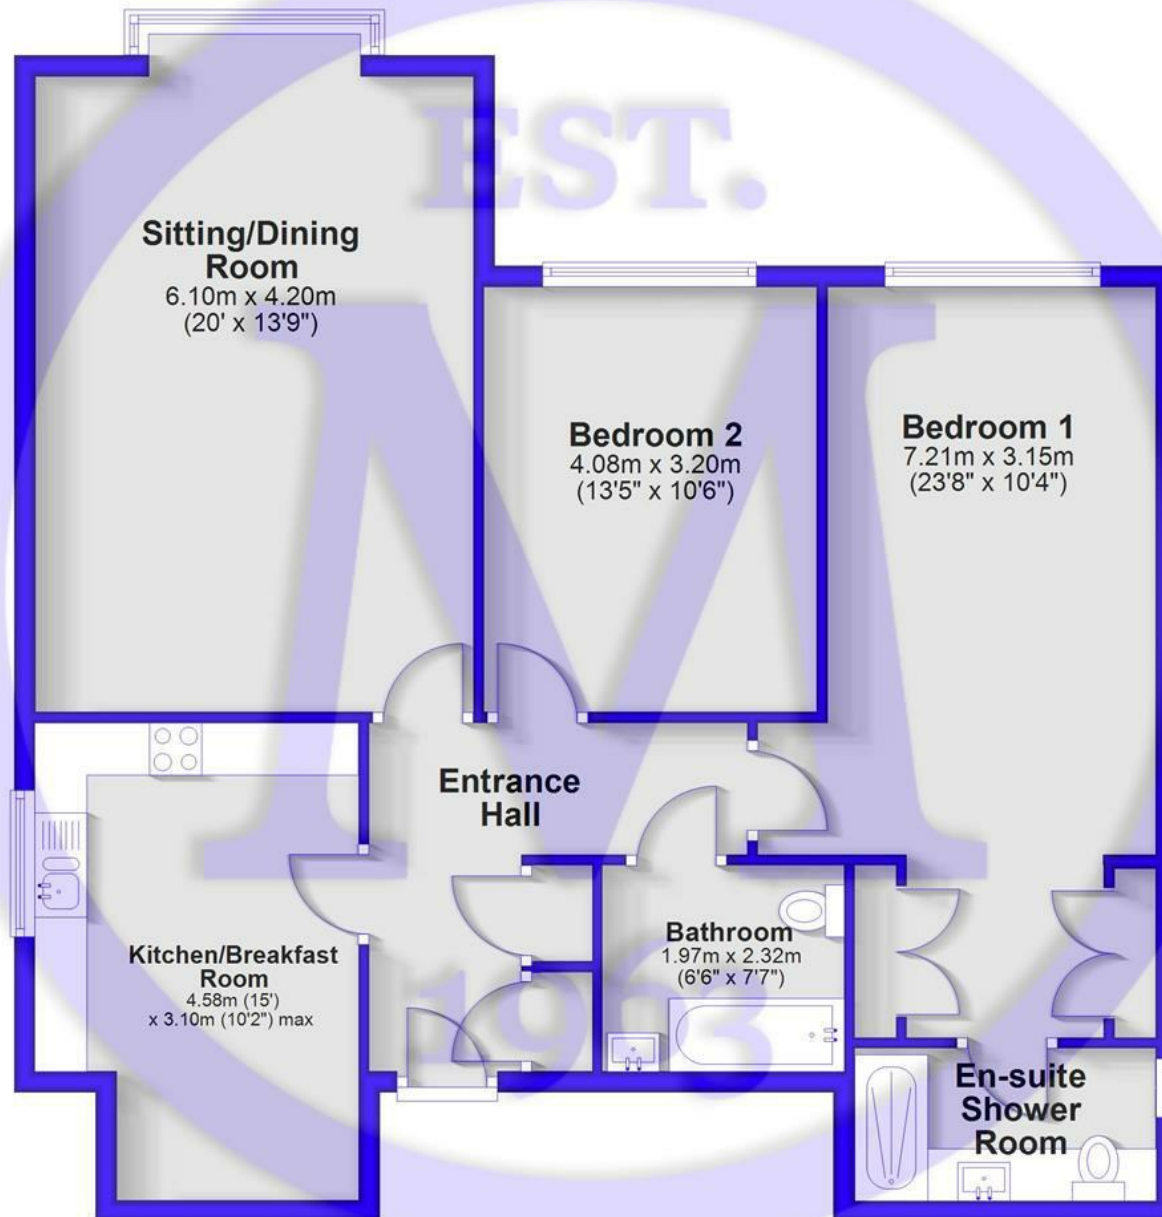 EST.
Sitting/Dining
Room
6.10m x 4.20m
(20' x 13'9")
Bedroom 2
4.08m x 3.20m
(13'5" x 10'6")
Bedroom 1
7.21m x 3.15m
(23'8" x 10'4")
M
Entrance
Hall
Kitchen/Breakfast
Room
4.58m (15')
x 3.10m (10'2") max
Bathroom
1.97m x 2.32m
(6'6" x 7'7")
1903
En-suite
Shower
Room